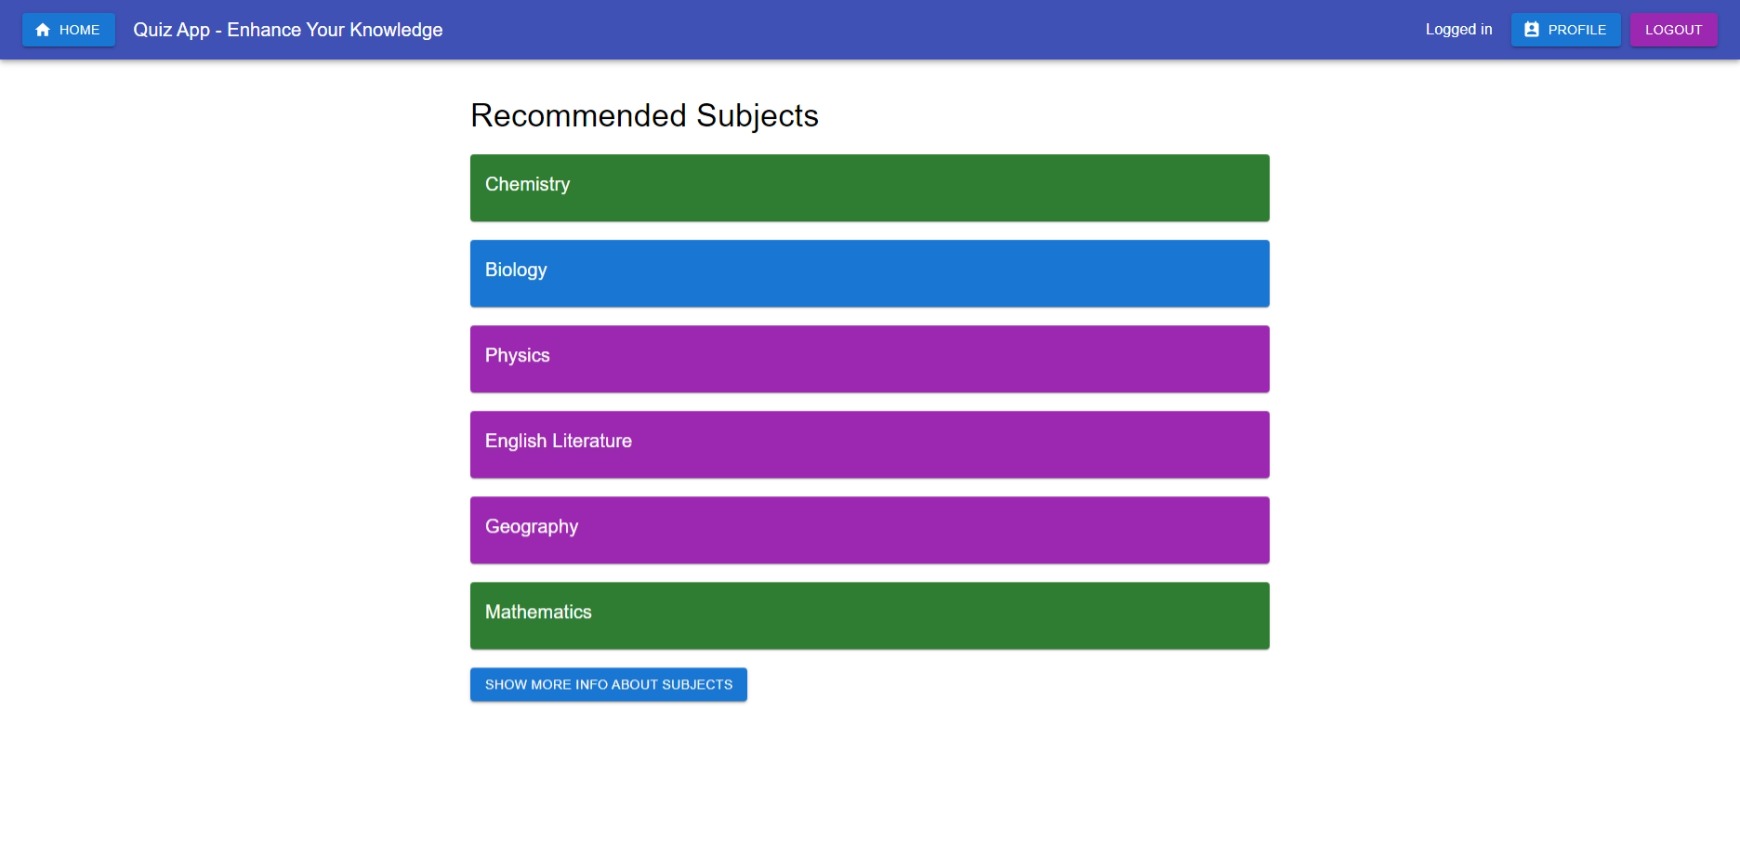 HOME Quiz App - Enhance Your Knowledge Logged in PROFILE LOGOUT
Recommended Subjects
Chemistry
Biology
Physics
English Literature
Geography
Mathematics
SHOW MORE INFO ABOUT SUBJECTS